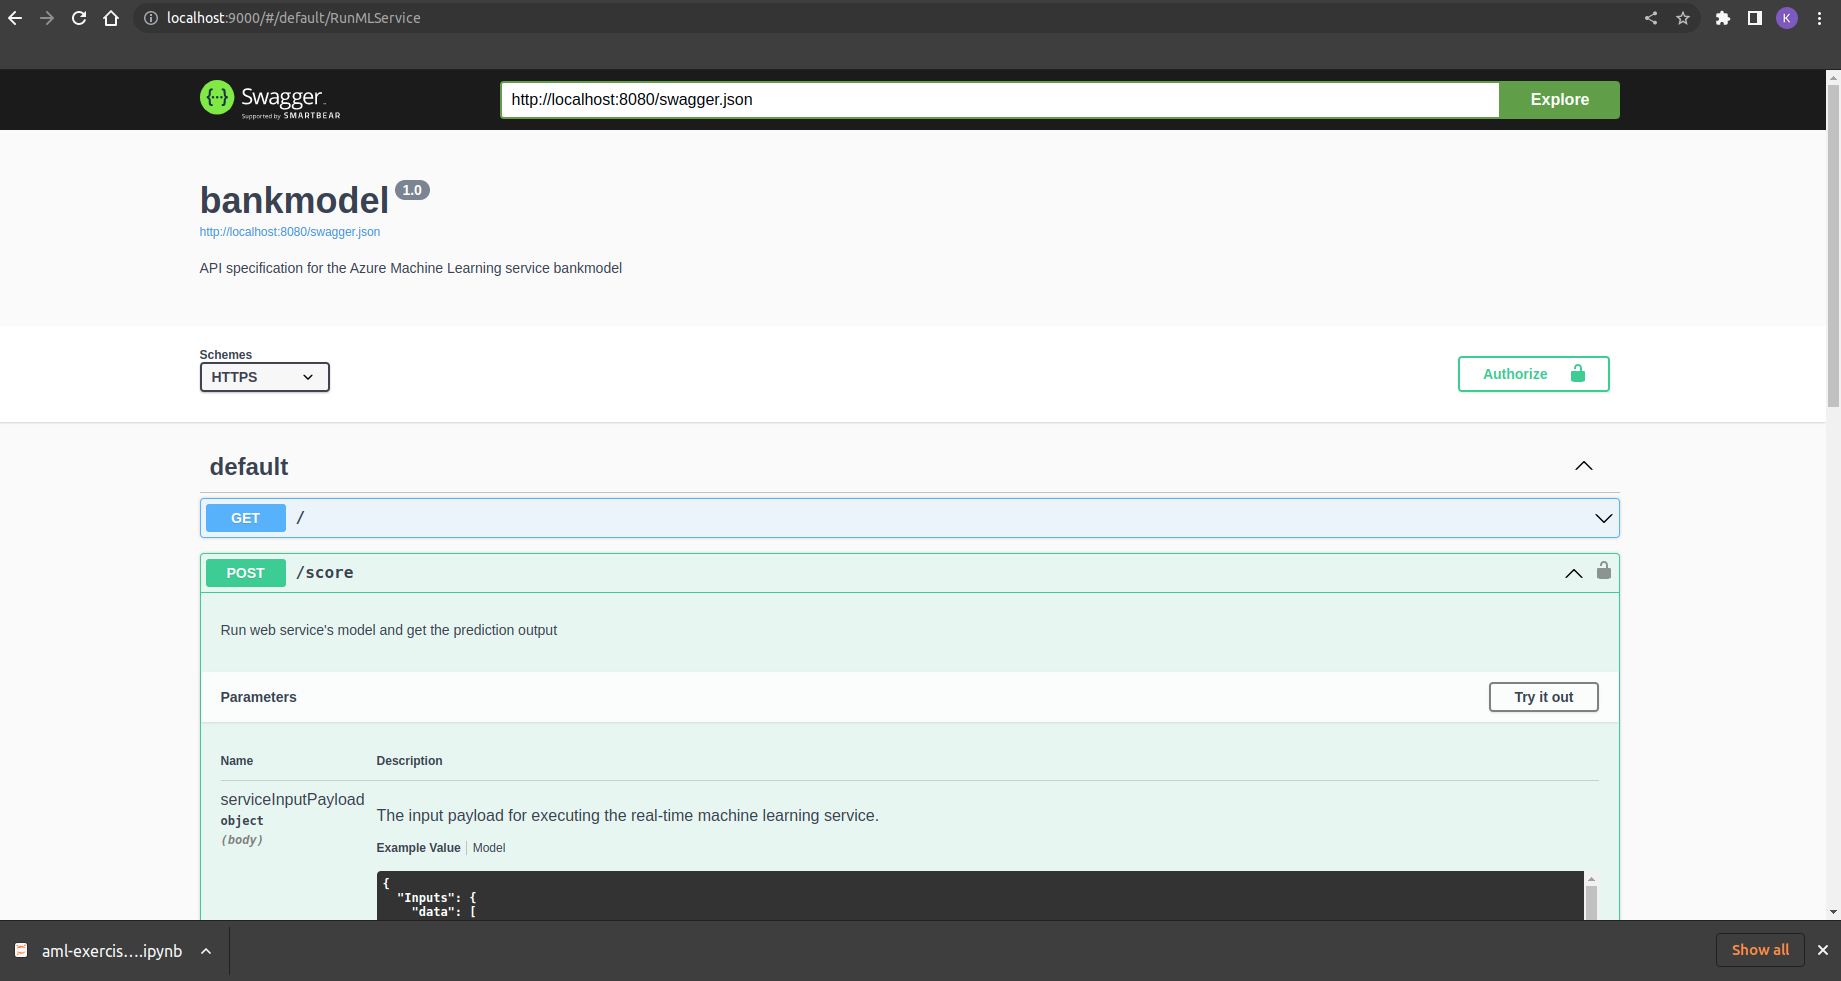 localhost:9000/#/default/RunMLService
K
Swagger
Supported by SMARTBEAR
http://localhost:8080/swagger.json
Explore
bankmodel 1.0
http://localhost:8080/swagger.json
API specification for the Azure Machine Learning service bankmodel
Schemes
HTTPS
Authorize
default
GET /
POST /score
Run web service's model and get the prediction output
Parameters
Try it out
Name Description
serviceInputPayload
object
(body)
The input payload for executing the real-time machine learning service.
Example Value Model
{
"Inputs": {
"data": [
aml-exercis....ipynb
Show all